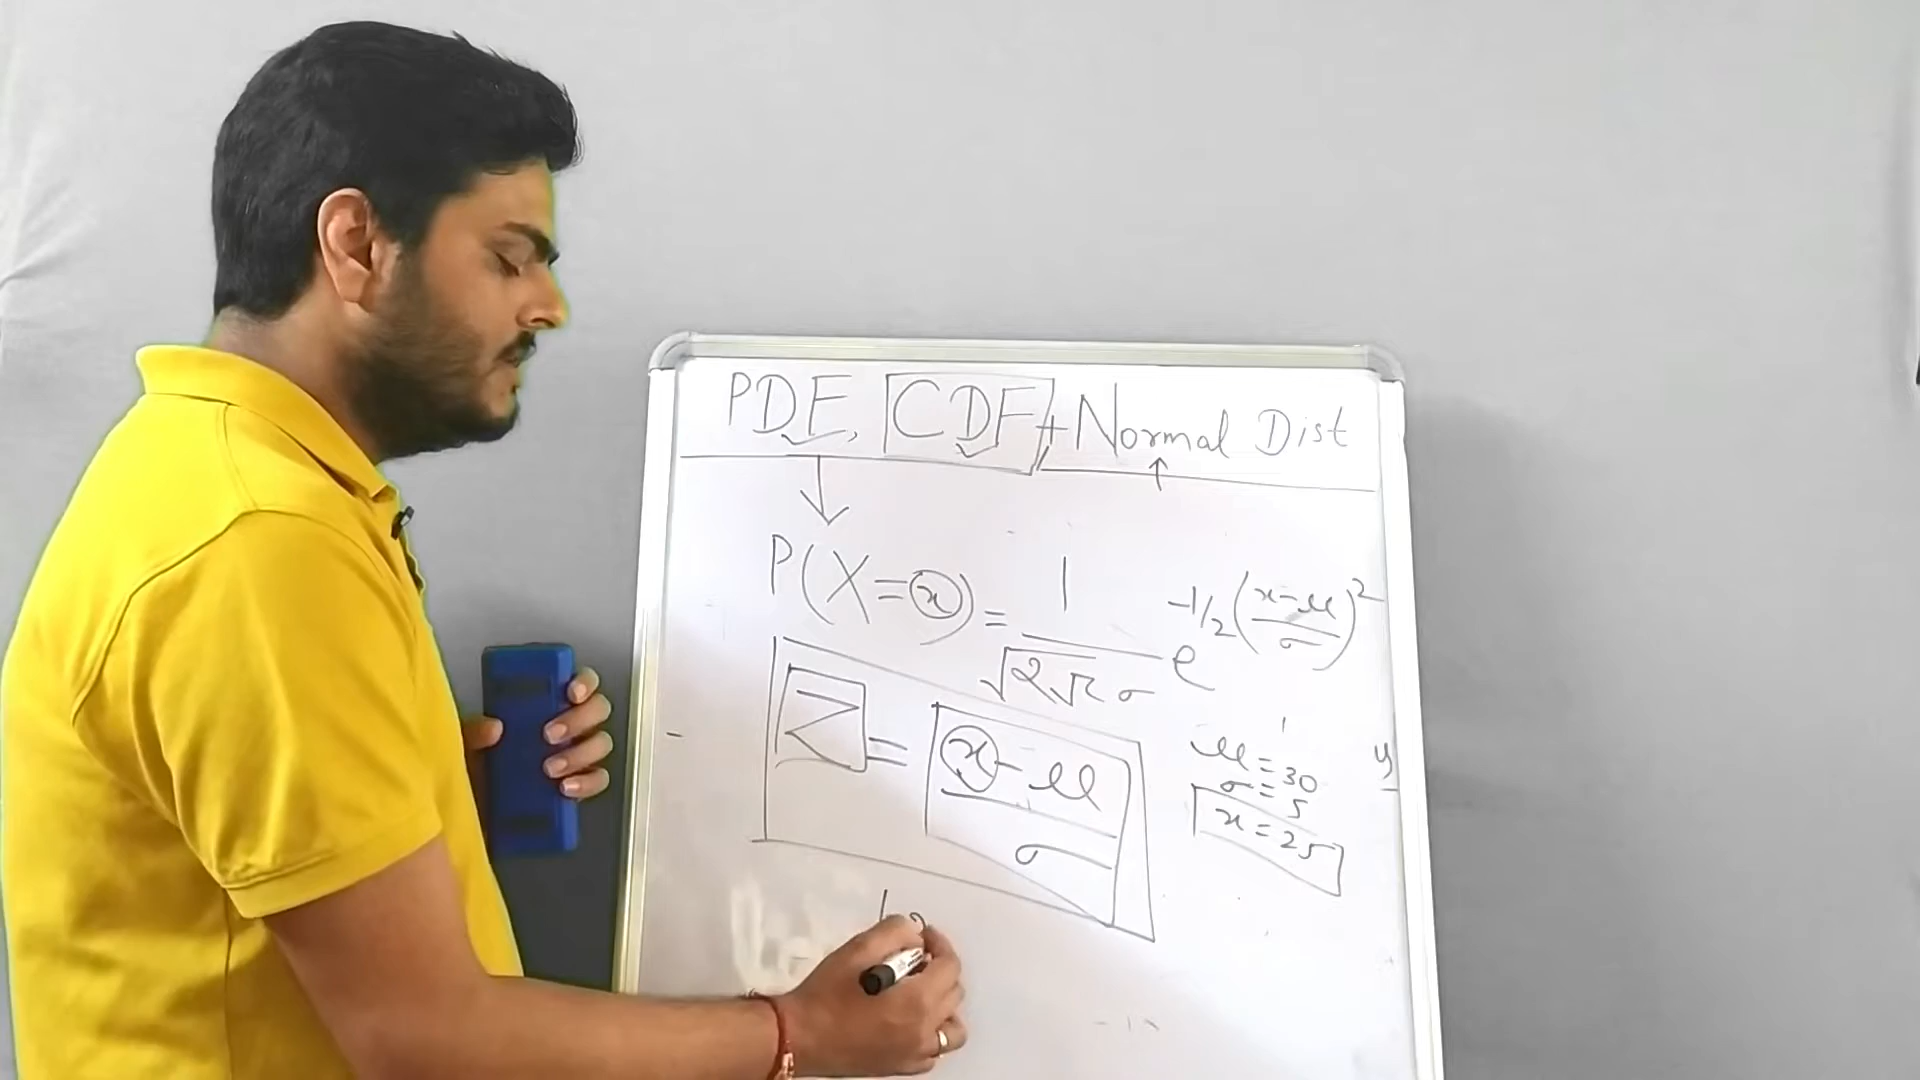 PDF, CDF + Normal Dist
P(X=x) = 1 / √2π σ e^-1/2 (x-μ / σ)²
Z = x-μ / σ
μ = 30
σ = 5
x = 25